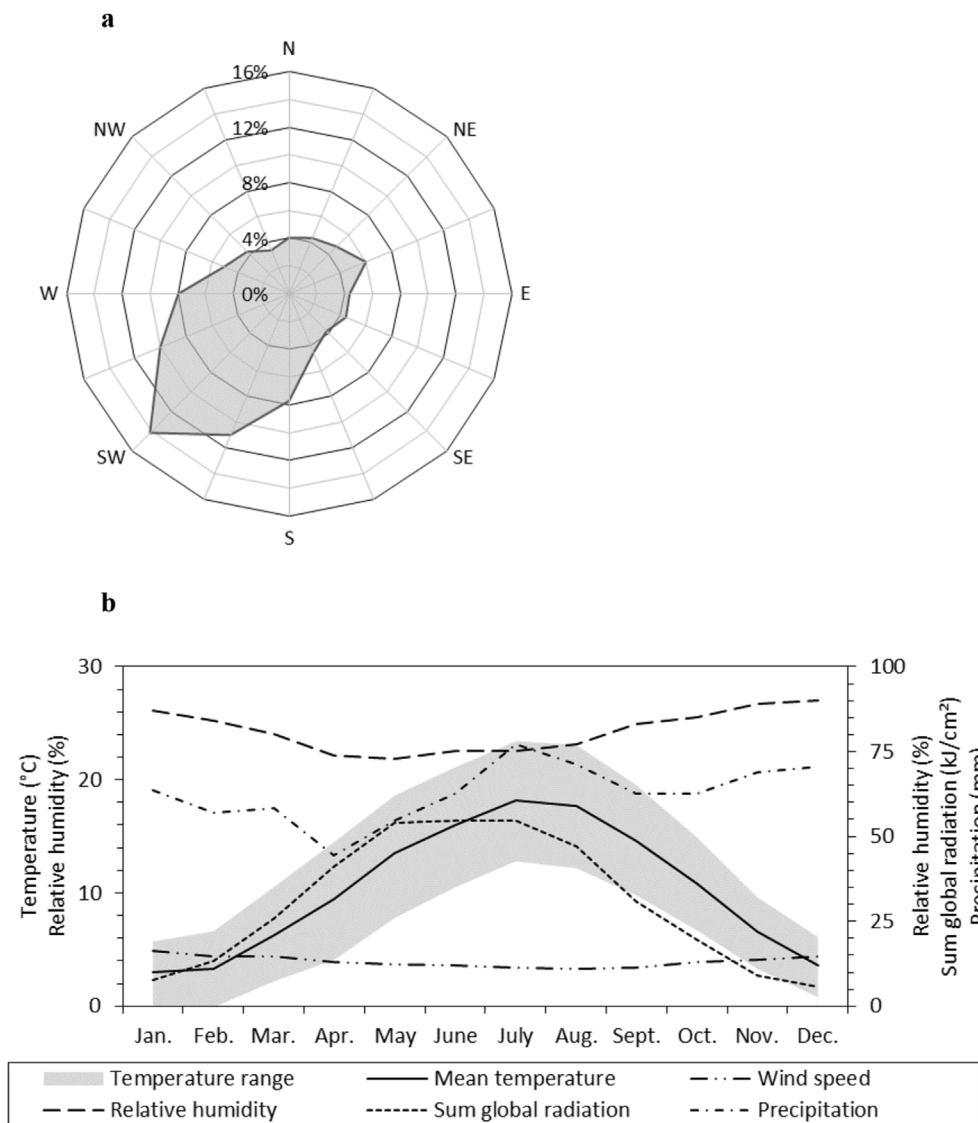 a
N
16%
NW
NE
12%
8%
4%
W
0%
E
SW
SE
S
b
30
100
20
75
50
10
25
0
0
Temperature (°C)
Relative humidity (%)
Relative humidity (%)
Sum global radiation (kJ/cm²)
Precipitation (mm)
Jan. Feb. Mar. Apr. May June July Aug. Sept. Oct. Nov. Dec.
Temperature range Mean temperature Wind speed
Relative humidity Sum global radiation Precipitation